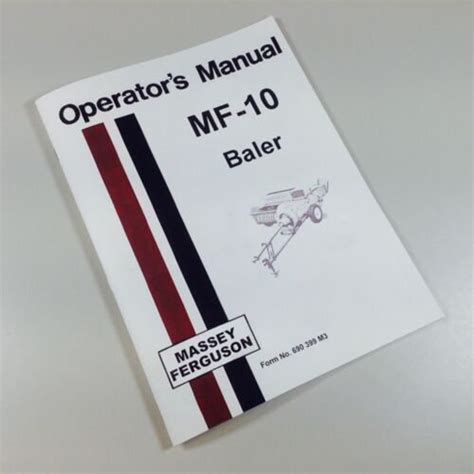 Operator's Manual
MF-10
Baler
MASSEY
FERGUSON
Form No. 690 399 M3